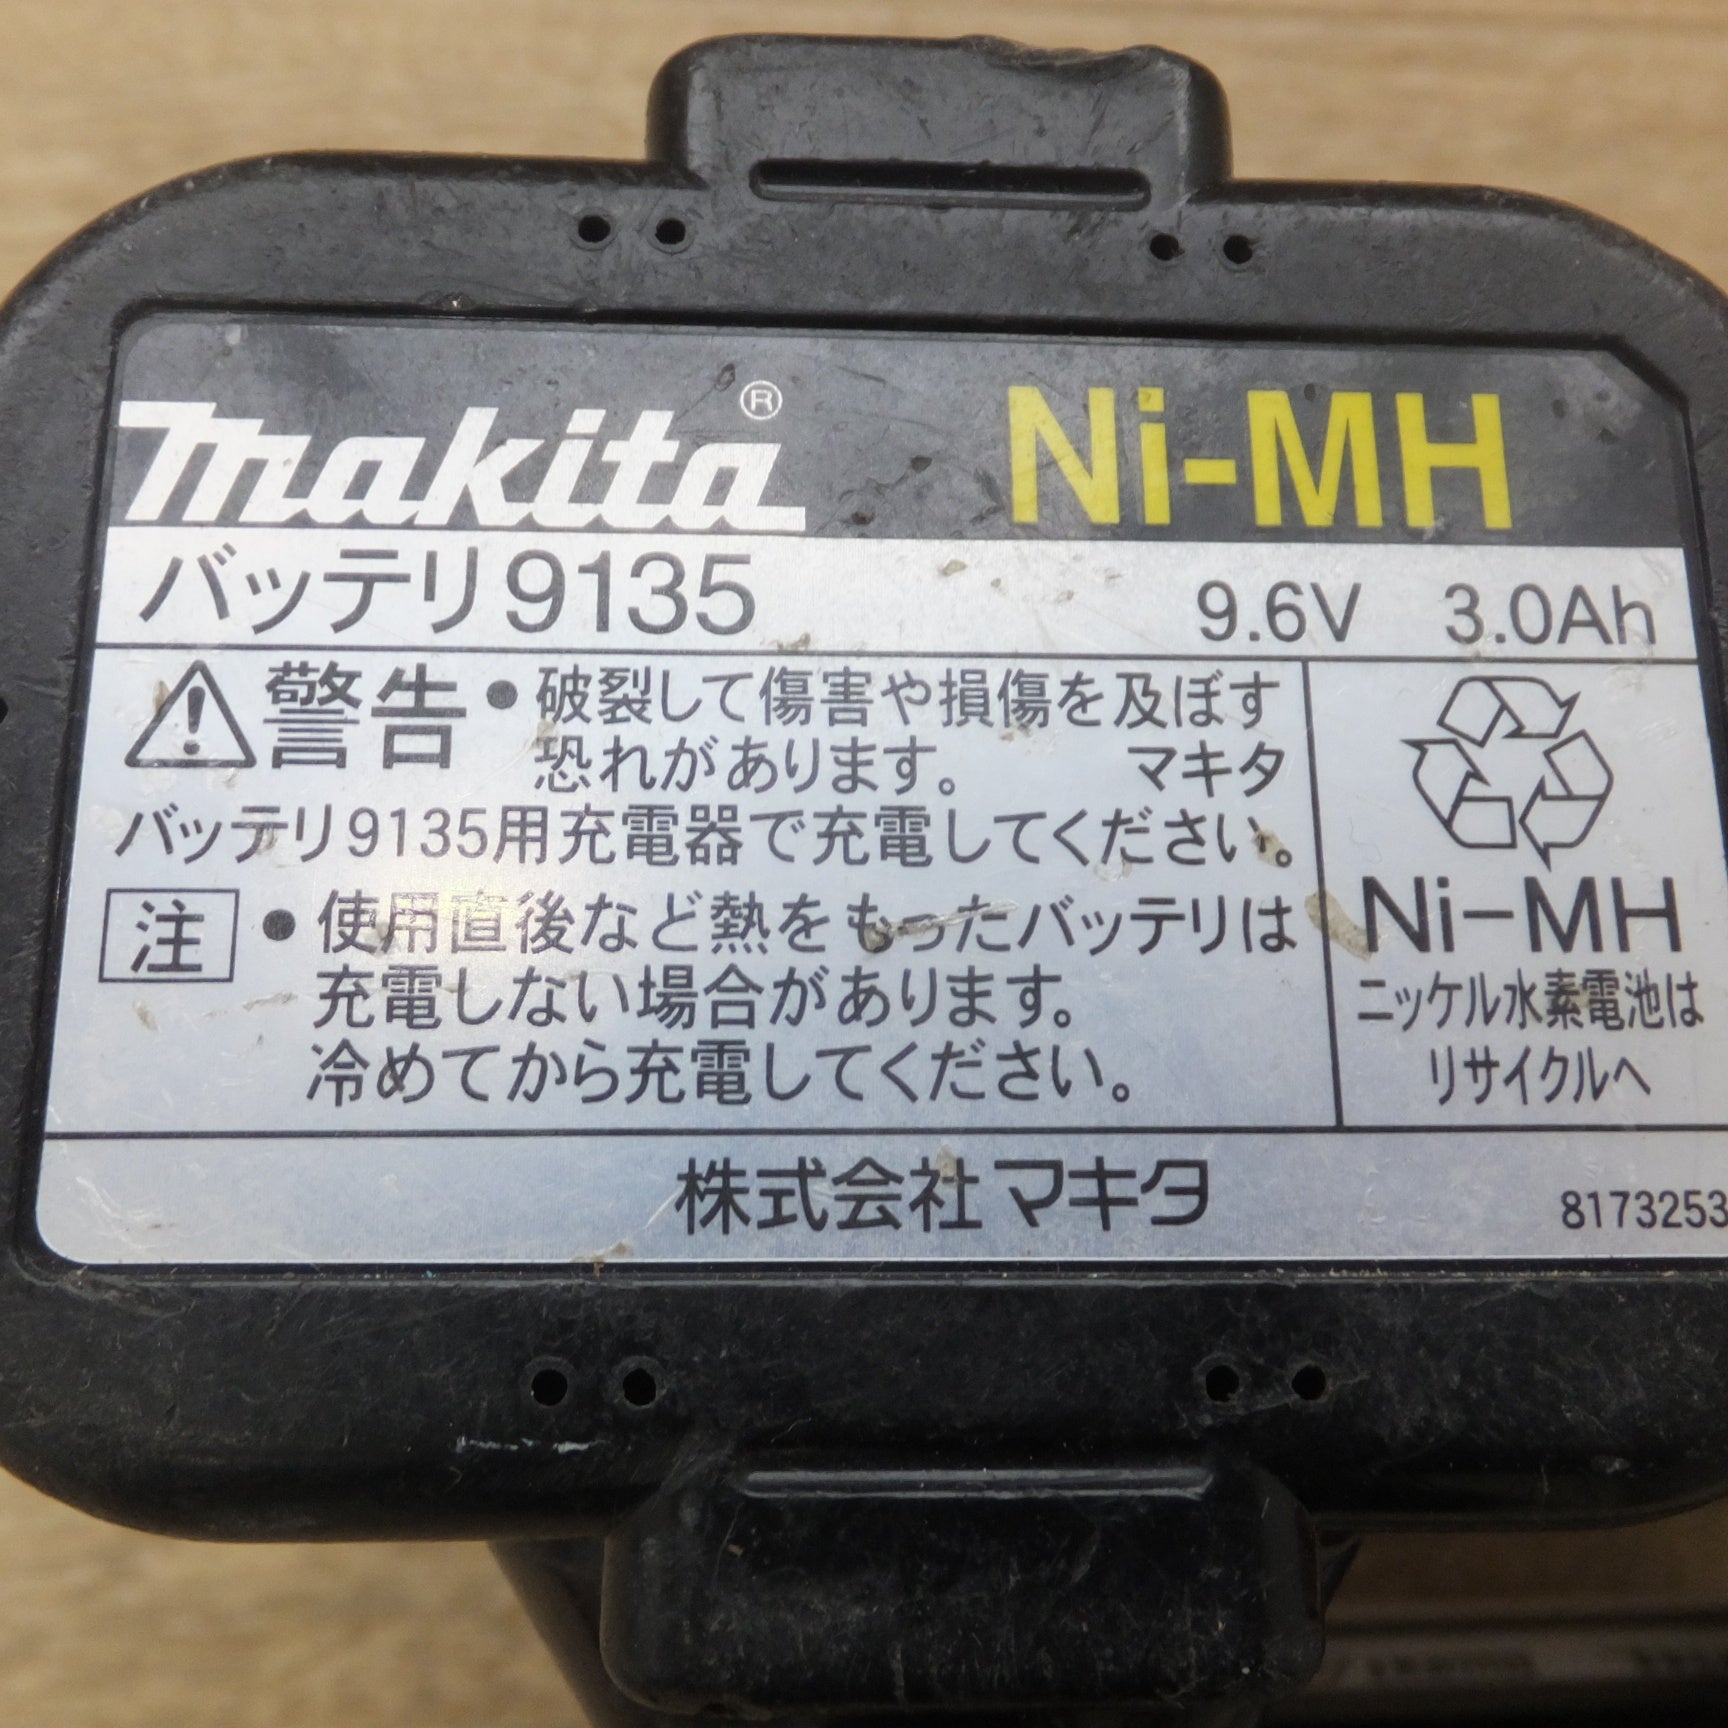 makita® Ni-MH
バッテリ9135 9.6V 3.0Ah
警告 ●破裂して傷害や損傷を及ぼす
恐れがあります。 マキタ
バッテリ9135用充電器で充電してください。
注 ●使用直後など熱をもったバッテリは
充電しない場合があります。
冷めてから充電してください。
Ni-MH
ニッケル水素電池は
リサイクルへ
株式会社マキタ
8173253